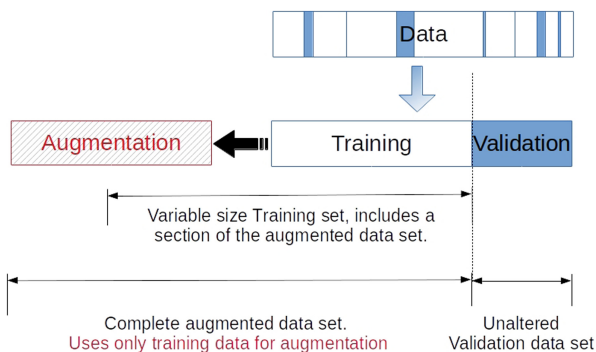 Data
Augmentation
Training
Validation
Variable size Training set, includes a
section of the augmented data set.
Complete augmented data set.
Uses only training data for augmentation
Unaltered
Validation data set